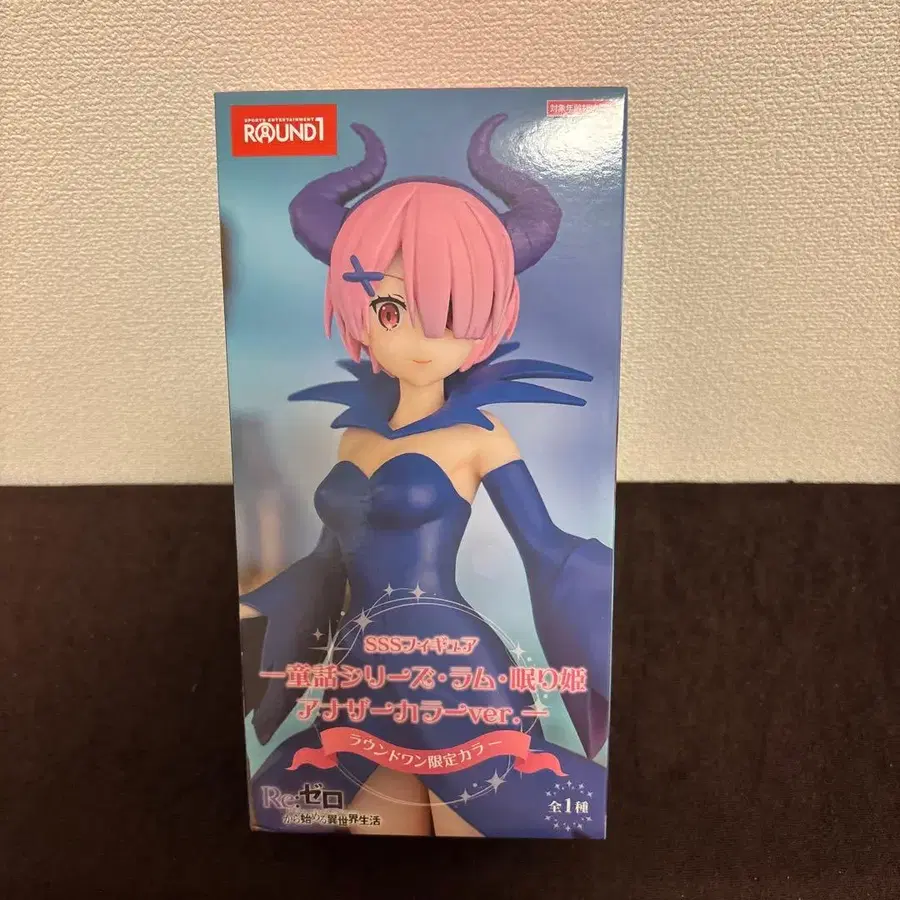 SPORTS ENTERTAINMENT
ROUND1
SSSフィギュア
ー童話シリーズ・ラム・眠り姫
アナザーカラーver.ー
ラウンドワン限定カラー
Re:ゼロ
から始める異世界生活
全1種